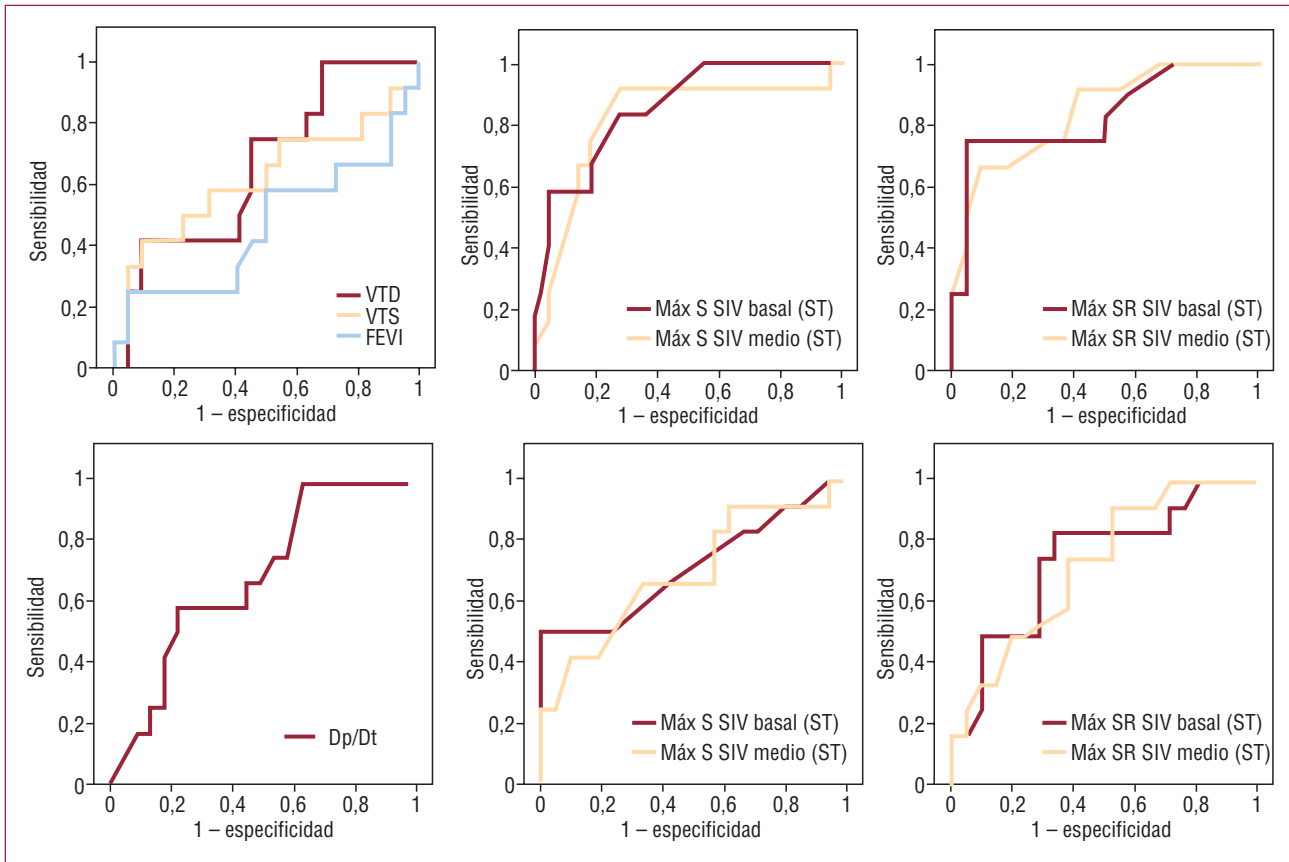 Sensibilidad
1
0,8
0,6
0,4
0,2
0
VTD
VTS
FEVI
0 0,2 0,4 0,6 0,8 1
1 – especificidad
Sensibilidad
1
0,8
0,6
0,4
0,2
0
Máx S SIV basal (ST)
Máx S SIV medio (ST)
0 0,2 0,4 0,6 0,8 1
1 – especificidad
Sensibilidad
1
0,8
0,6
0,4
0,2
0
Máx SR SIV basal (ST)
Máx SR SIV medio (ST)
0 0,2 0,4 0,6 0,8 1
1 – especificidad
Sensibilidad
1
0,8
0,6
0,4
0,2
0
Dp/Dt
0 0,2 0,4 0,6 0,8 1
1 – especificidad
Sensibilidad
1
0,8
0,6
0,4
0,2
0
Máx S SIV basal (ST)
Máx S SIV medio (ST)
0 0,2 0,4 0,6 0,8 1
1 – especificidad
Sensibilidad
1
0,8
0,6
0,4
0,2
0
Máx SR SIV basal (ST)
Máx SR SIV medio (ST)
0 0,2 0,4 0,6 0,8 1
1 – especificidad